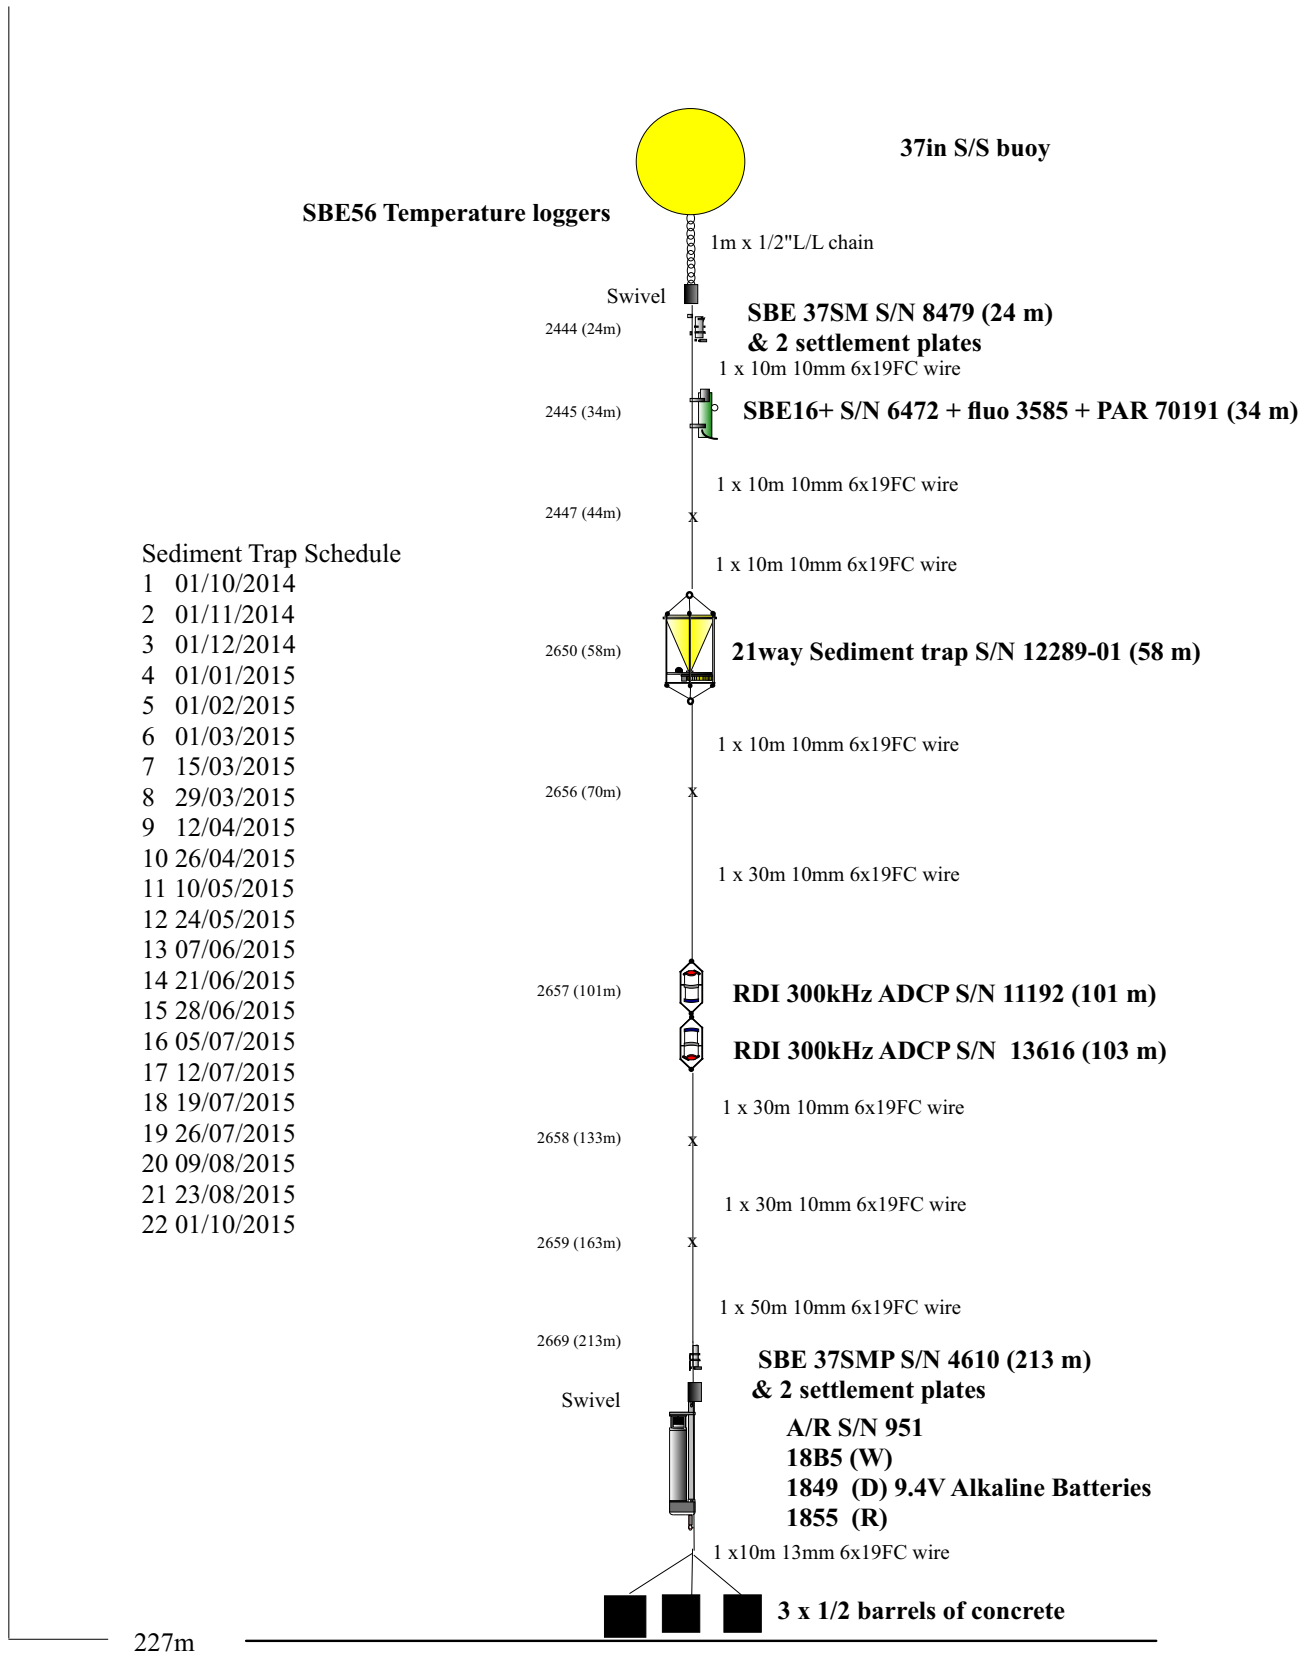 37in S/S buoy
SBE56 Temperature loggers
1m x 1/2"L/L chain
Swivel
SBE 37SM S/N 8479 (24 m)
& 2 settlement plates
2444 (24m)
1 x 10m 10mm 6x19FC wire
2445 (34m)
SBE16+ S/N 6472 + fluo 3585 + PAR 70191 (34 m)
1 x 10m 10mm 6x19FC wire
2447 (44m)
x
1 x 10m 10mm 6x19FC wire
Sediment Trap Schedule
1 01/10/2014
2 01/11/2014
3 01/12/2014
4 01/01/2015
5 01/02/2015
6 01/03/2015
7 15/03/2015
8 29/03/2015
9 12/04/2015
10 26/04/2015
11 10/05/2015
12 24/05/2015
13 07/06/2015
14 21/06/2015
15 28/06/2015
16 05/07/2015
17 12/07/2015
18 19/07/2015
19 26/07/2015
20 09/08/2015
21 23/08/2015
22 01/10/2015
2650 (58m)
21way Sediment trap S/N 12289-01 (58 m)
1 x 10m 10mm 6x19FC wire
2656 (70m)
x
1 x 30m 10mm 6x19FC wire
2657 (101m)
RDI 300kHz ADCP S/N 11192 (101 m)
RDI 300kHz ADCP S/N 13616 (103 m)
1 x 30m 10mm 6x19FC wire
2658 (133m)
x
1 x 30m 10mm 6x19FC wire
2659 (163m)
x
1 x 50m 10mm 6x19FC wire
2669 (213m)
SBE 37SMP S/N 4610 (213 m)
& 2 settlement plates
Swivel
A/R S/N 951
18B5 (W)
1849 (D) 9.4V Alkaline Batteries
1855 (R)
1 x10m 13mm 6x19FC wire
3 x 1/2 barrels of concrete
227m